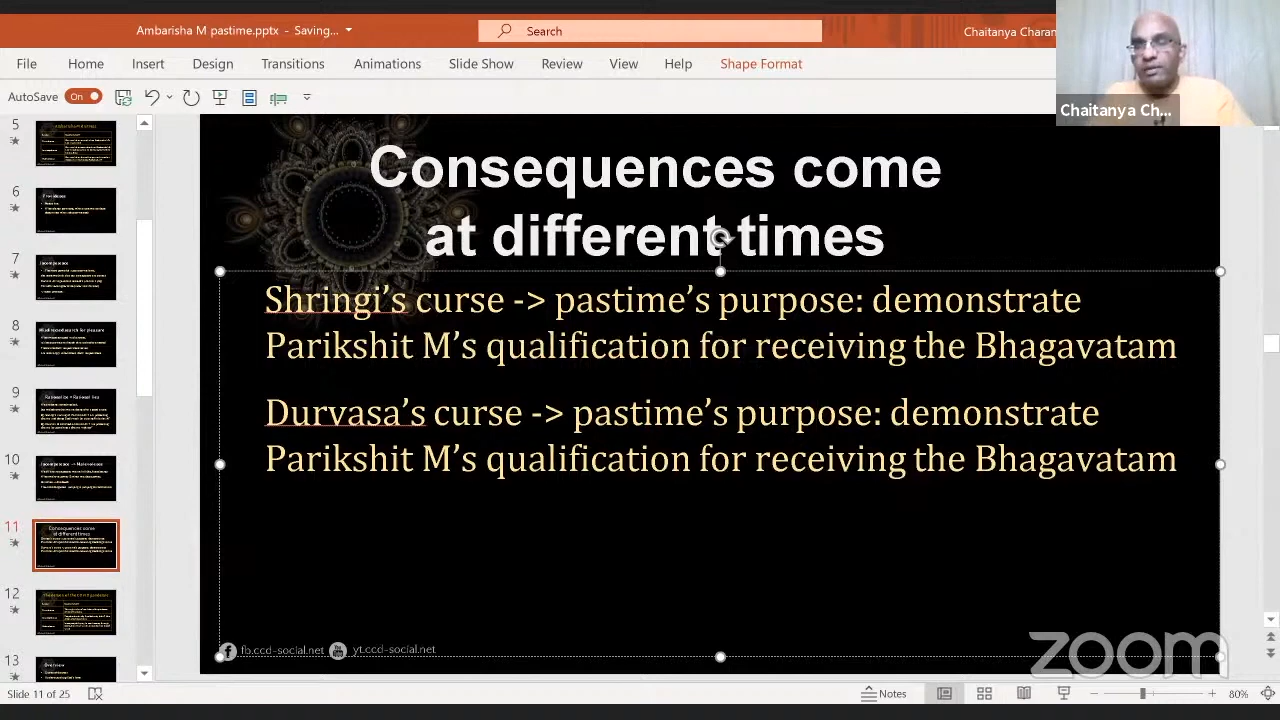 Ambarisha M pastime.pptx - Saving...
Search
Chaitanya Charan
File Home Insert Design Transitions Animations Slide Show Review View Help Shape Format
AutoSave On
Chaitanya Ch...
5
6
7
8
9
10
11
12
13
Consequences come
at different times
Shringi's curse -> pastime's purpose: demonstrate
Parikshit M's qualification for receiving the Bhagavatam
Durvasa's curse -> pastime's purpose: demonstrate
Parikshit M's qualification for receiving the Bhagavatam
fb.ccd-social.net yt.ccd-social.net
zoom
Slide 11 of 25 Notes 80%